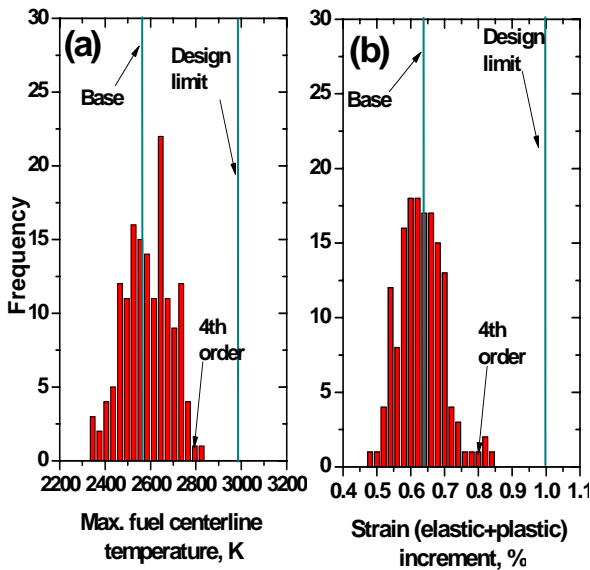 30
25
20
15
10
5
0
Frequency
(a)
Base
Design
limit
4th
order
2200 2400 2600 2800 3000 3200
Max. fuel centerline
temperature, K
30
25
20
15
10
5
0
(b)
Base
Design
limit
4th
order
0.4 0.5 0.6 0.7 0.8 0.9 1.0 1.1
Strain (elastic+plastic)
increment, %